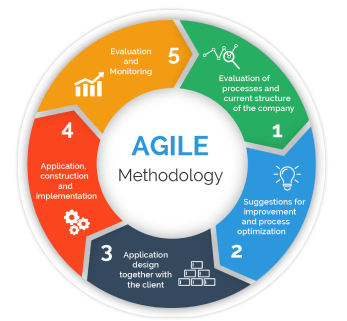 AGILE
Methodology
Evaluation of
processes and
current structure
of the company
1
Suggestions for
improvement
and process
optimization
2
3
Application
design
together with
the client
4
Application,
construction
and
implementation
5
Evaluation
and
Monitoring